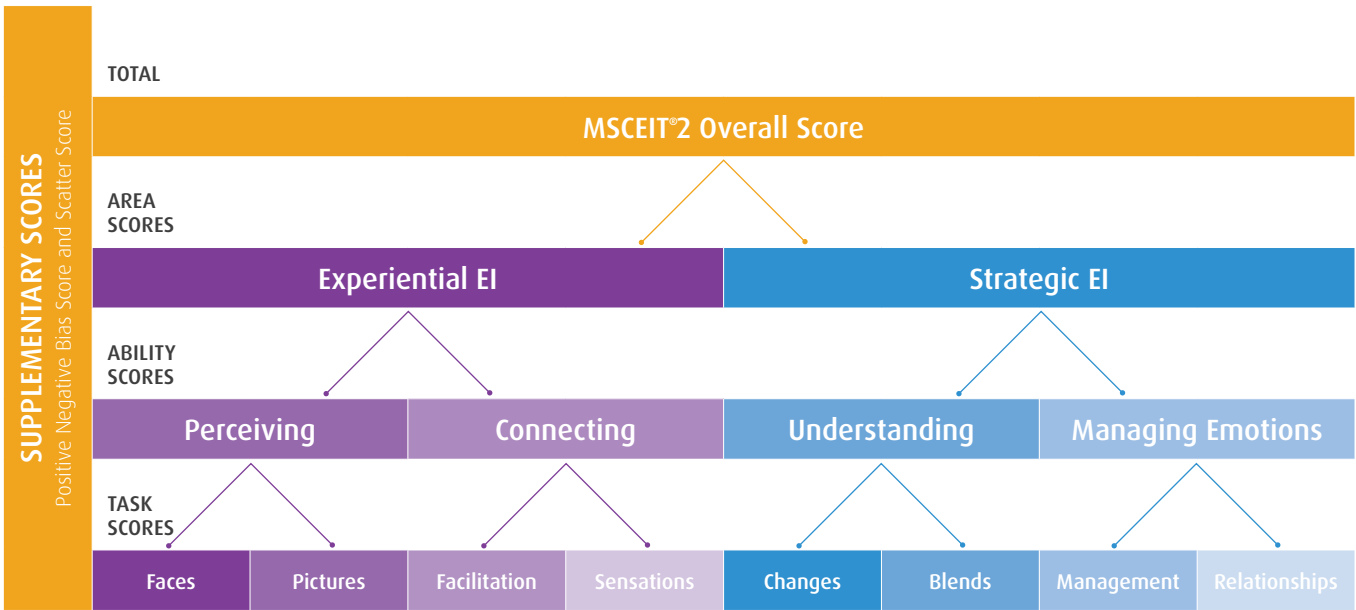 SUPPLEMENTARY SCORES
Positive Negative Bias Score and Scatter Score
TOTAL
MSCEIT®2 Overall Score
AREA
SCORES
Experiential EI
Strategic EI
ABILITY
SCORES
Perceiving
Connecting
Understanding
Managing Emotions
TASK
SCORES
Faces
Pictures
Facilitation
Sensations
Changes
Blends
Management
Relationships